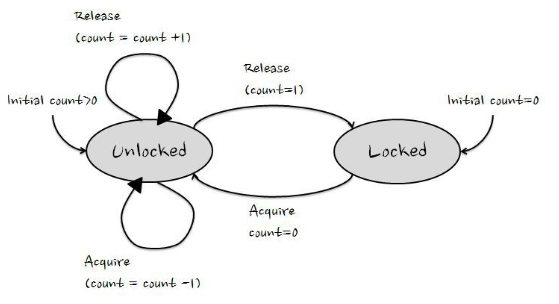 Release
(count = count +1)
Release
(count=1)
Initial count>0
Initial count=0
Unlocked
Locked
Acquire
count=0
Acquire
(count = count -1)